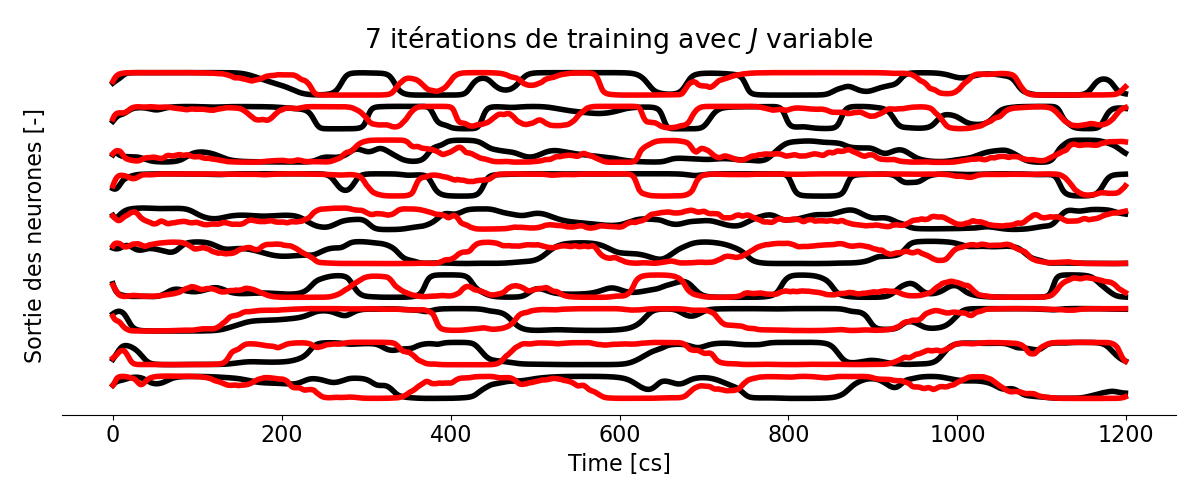 7 itérations de training avec J variable
Sortie des neurones [-]
0 200 400 600 800 1000 1200
Time [cs]